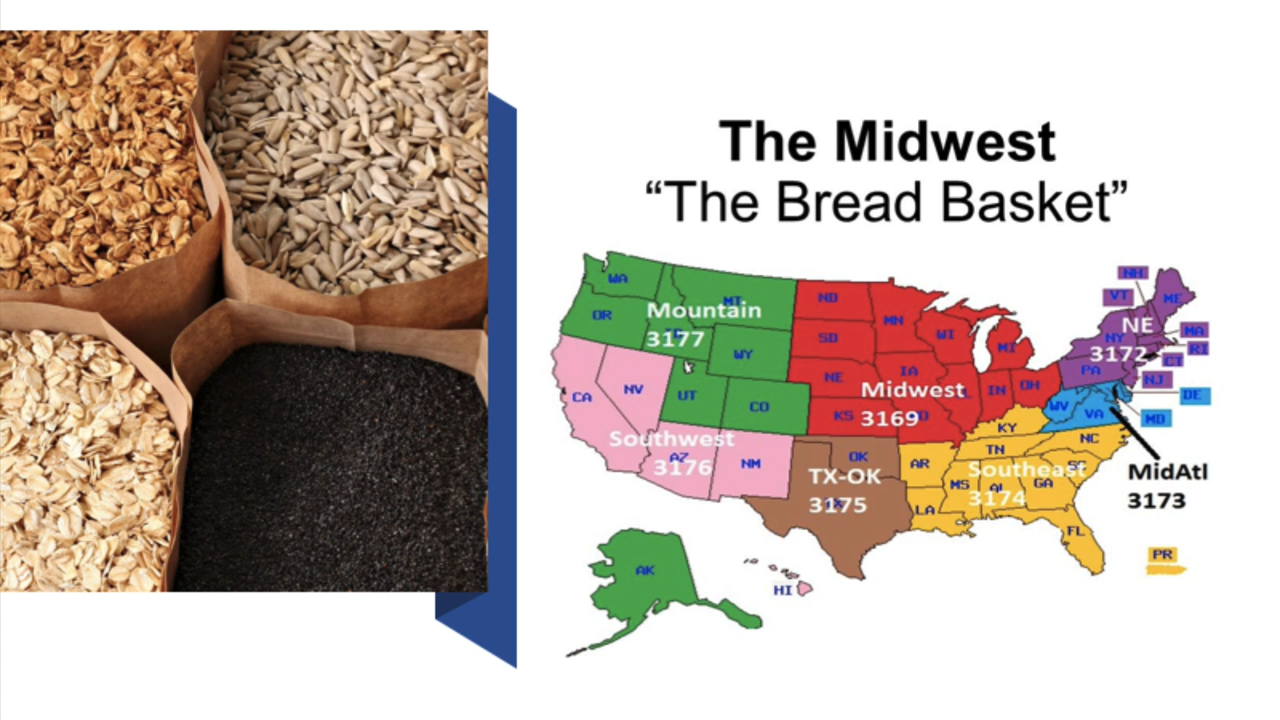 The Midwest
“The Bread Basket”
WA
OR
MT
Mountain
3177
WY
UT
CO
CA
NV
Southwest
3176
AZ
NM
ND
SD
NE
KS
MN
WI
IA
MI
IN
OH
Midwest
3169
OK
TX-OK
3175
AR
LA
KY
TN
NC
MS
AL
GA
SC
Southeast
3174
FL
NH
VT
ME
NY
NE
3172
MA
RI
CT
PA
NJ
DE
MD
WV
VA
MidAtl
3173
PR
AK
HI